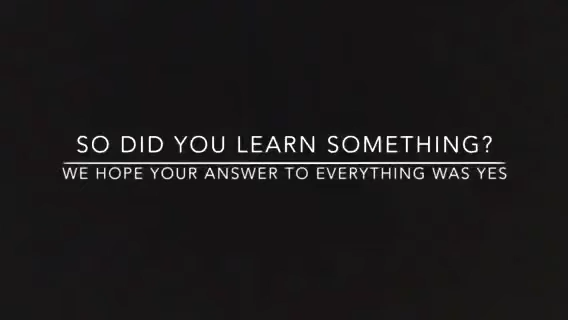 SO DID YOU LEARN SOMETHING?
WE HOPE YOUR ANSWER TO EVERYTHING WAS YES